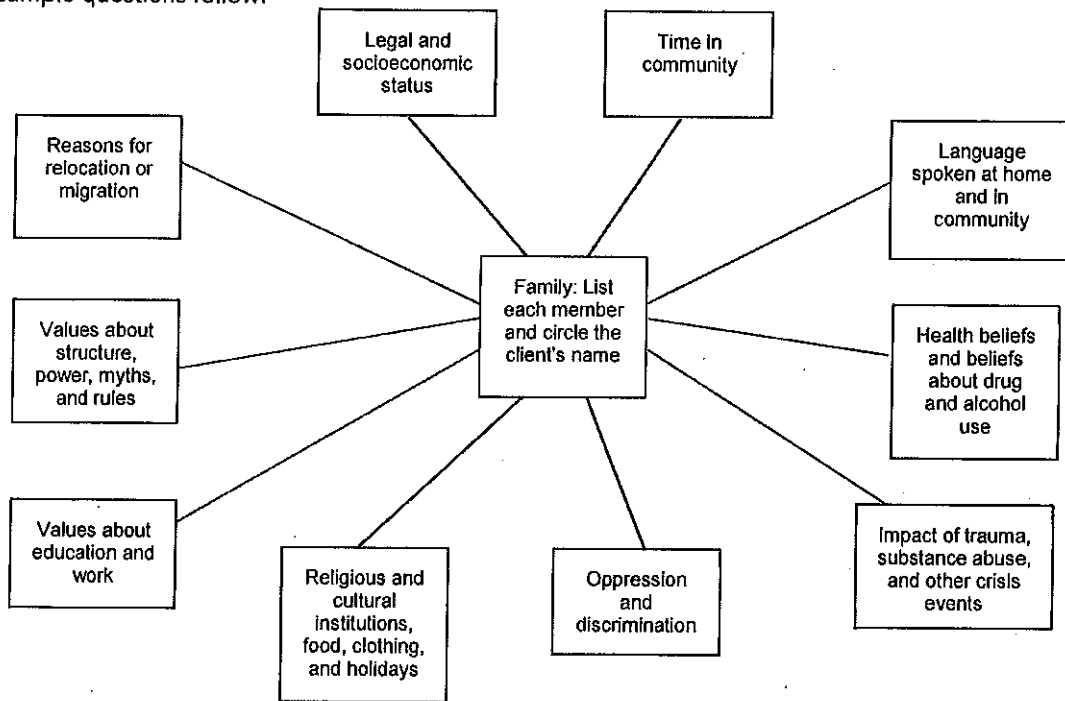 sample questions follow:
Legal and
socioeconomic
status
Time in
community
Reasons for
relocation or
migration
Language
spoken at home
and in
community
Family: List
each member
and circle the
client's name
Values about
structure,
power, myths,
and rules
Health beliefs
and beliefs
about drug
and alcohol
use
Values about
education and
work
Religious and
cultural
institutions,
food, clothing,
and holidays
Oppression
and
discrimination
Impact of trauma,
substance abuse,
and other crisis
events